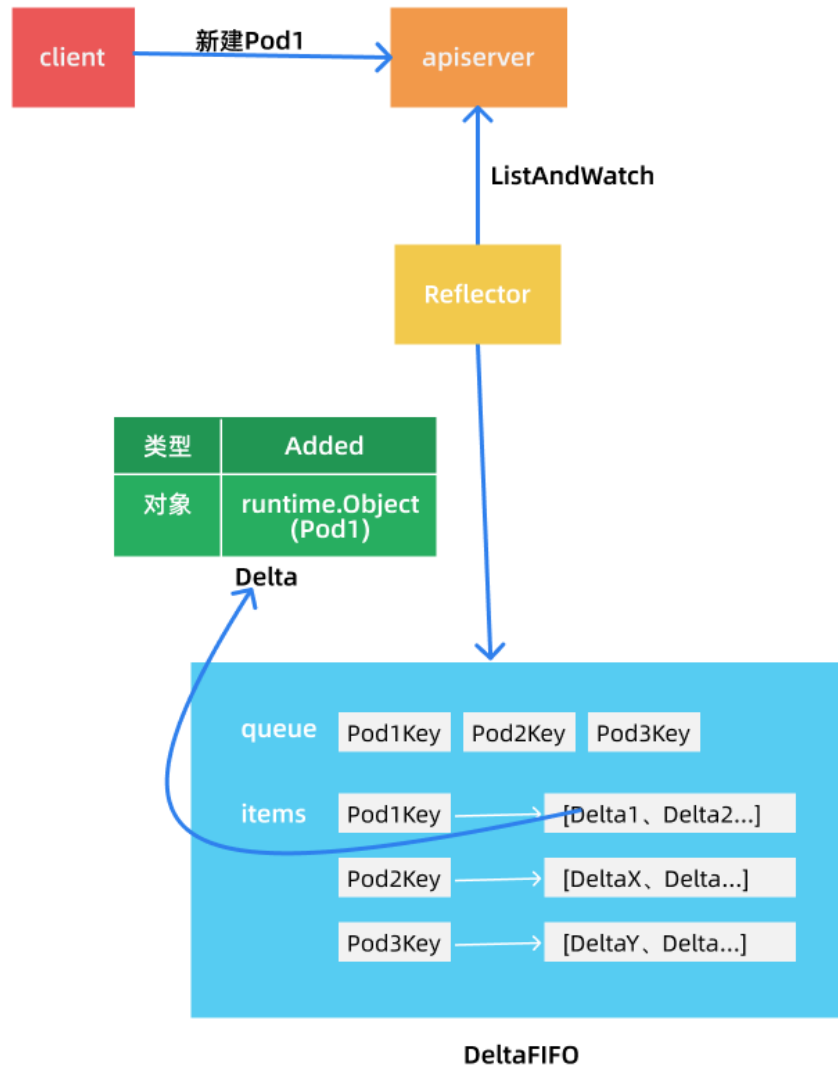 client
新建Pod1
apiserver
ListAndWatch
Reflector
类型 Added
对象 runtime.Object
(Pod1)
Delta
queue Pod1Key Pod2Key Pod3Key
items Pod1Key [Delta1、Delta2...]
Pod2Key [DeltaX、Delta...]
Pod3Key [DeltaY、Delta...]
DeltaFIFO